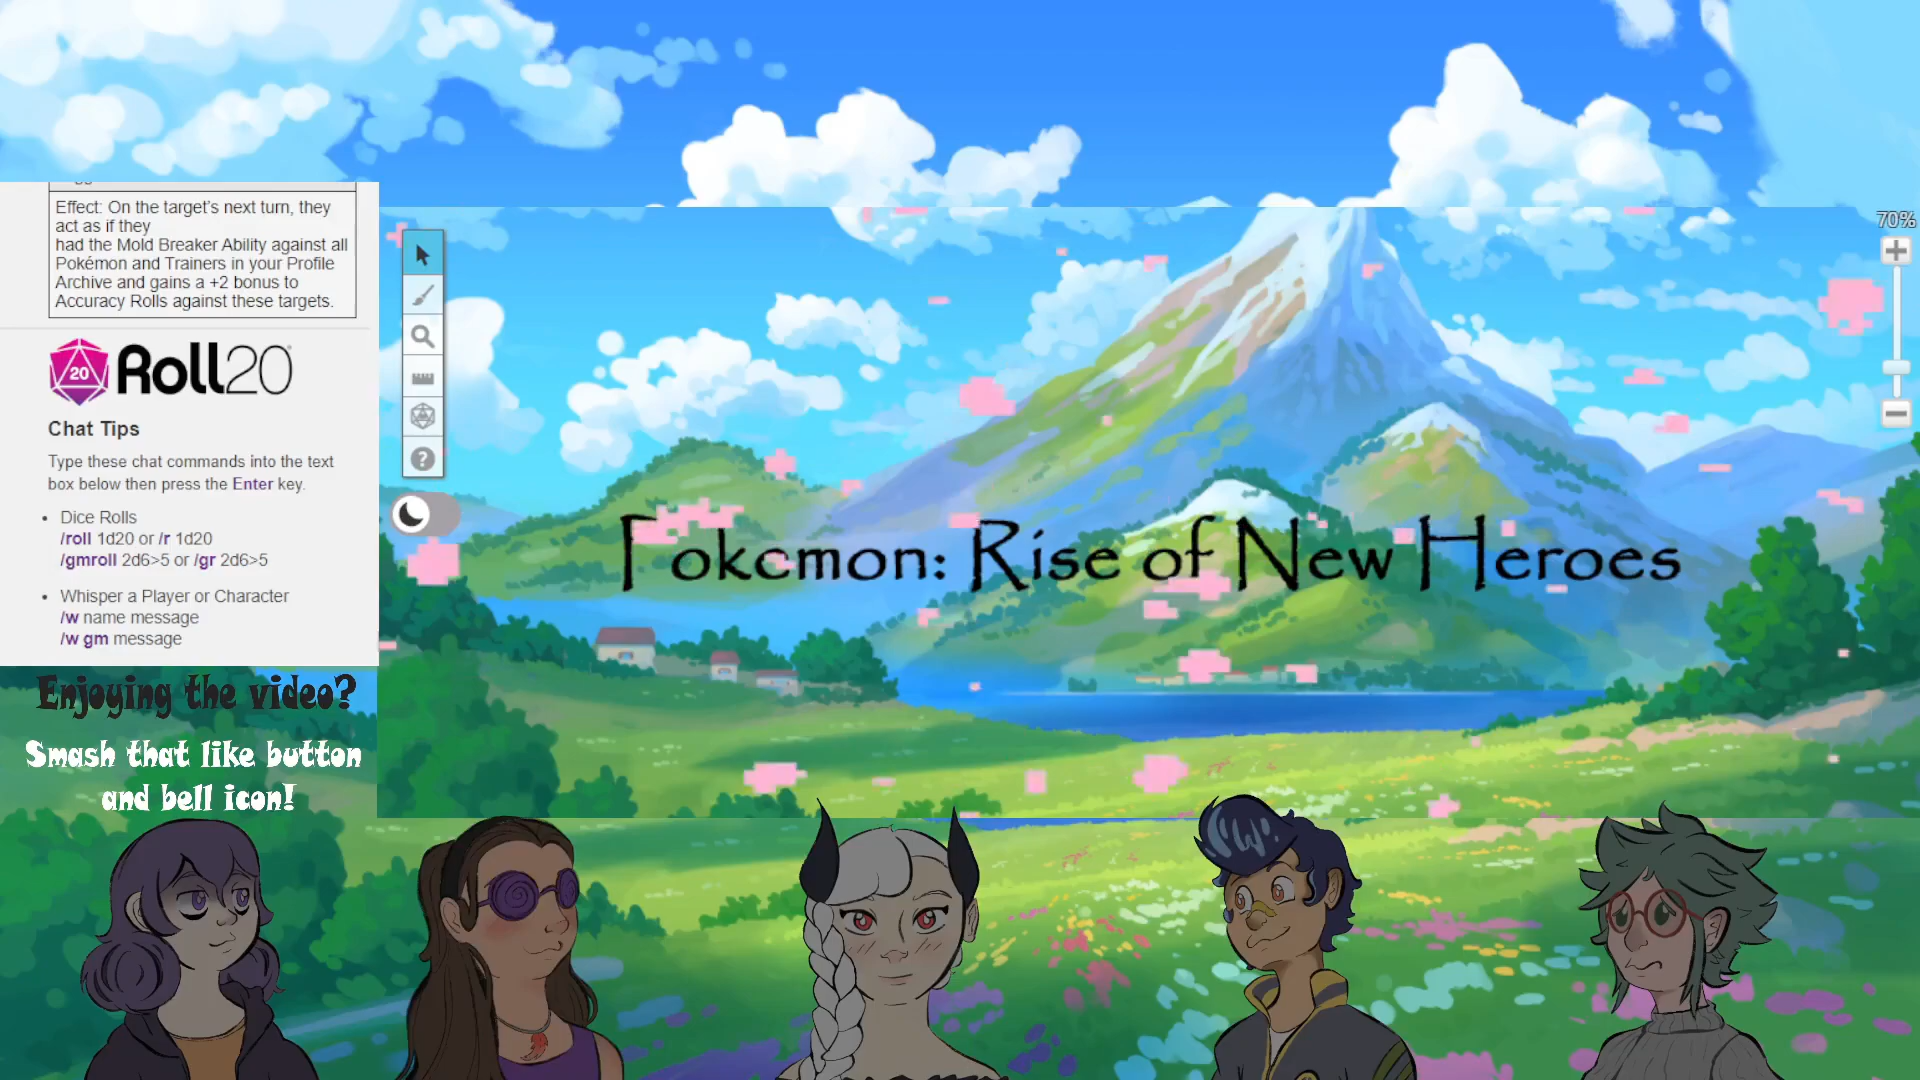 Effect: On the target's next turn, they
act as if they
had the Mold Breaker Ability against all
Pokémon and Trainers in your Profile
Archive and gains a +2 bonus to
Accuracy Rolls against these targets.
20 Roll20
Chat Tips
Type these chat commands into the text
box below then press the Enter key.
• Dice Rolls
/roll 1d20 or /r 1d20
/gmroll 2d6>5 or /gr 2d6>5
• Whisper a Player or Character
/w name message
/w gm message
Enjoying the video?
Smash that like button
and bell icon!
70%
Pokemon: Rise of New Heroes